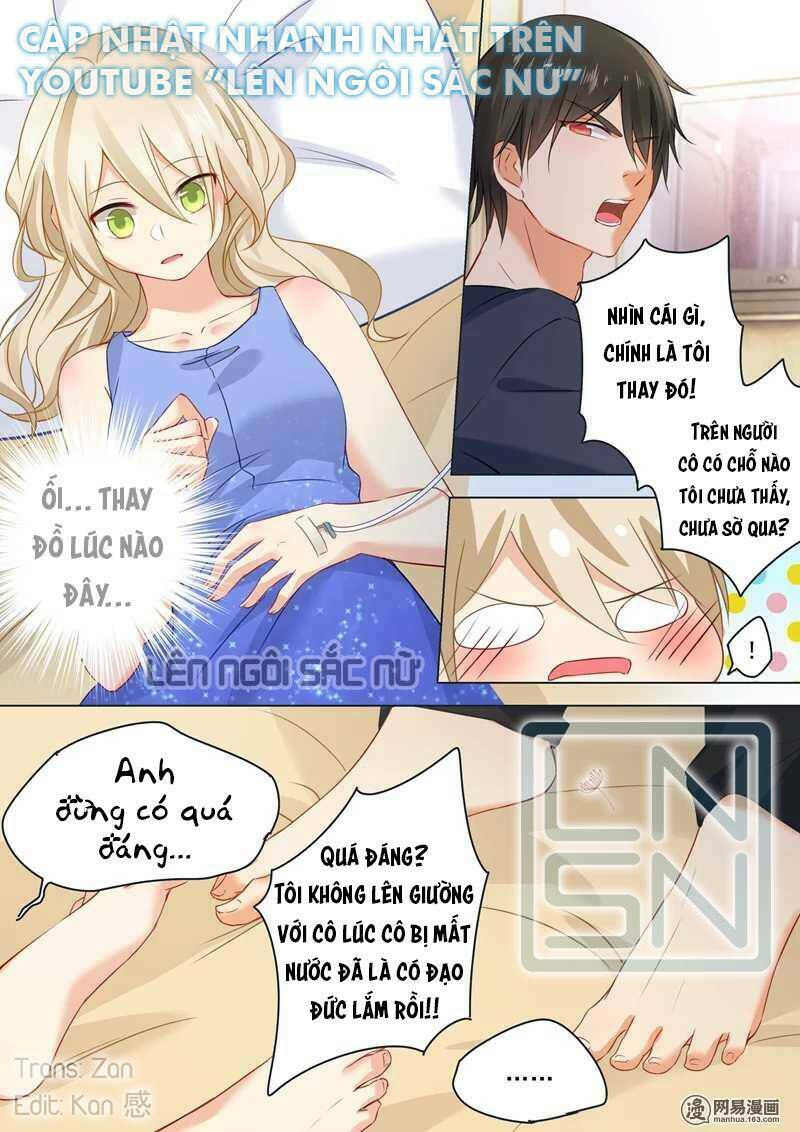 CẬP NHẬT NHANH NHẤT TRÊN
YOUTUBE “LÊN NGÔI SẮC NỮ”
NHÌN CÁI GÌ,
CHÍNH LÀ TÔI
THAY ĐÓ!
TRÊN NGƯỜI
CÔ CÓ CHỖ NÀO
TÔI CHƯA THẤY,
CHƯA SỜ QUA?
ỐI... THAY
ĐỒ LÚC NÀO
ĐÂY...
!
LÊN NGÔI SẮC NỮ
Anh
đừng có quá
đáng...
LN
SN
QUÁ ĐÁNG?
TÔI KHÔNG LÊN GIƯỜNG
VỚI CÔ LÚC CÔ BỊ MẤT
NƯỚC ĐÃ LÀ CÓ ĐẠO
ĐỨC LẮM RỒI!!
......
Trans: Zan
Edit: Kan 感
漫 网易漫画
manhua.163.com